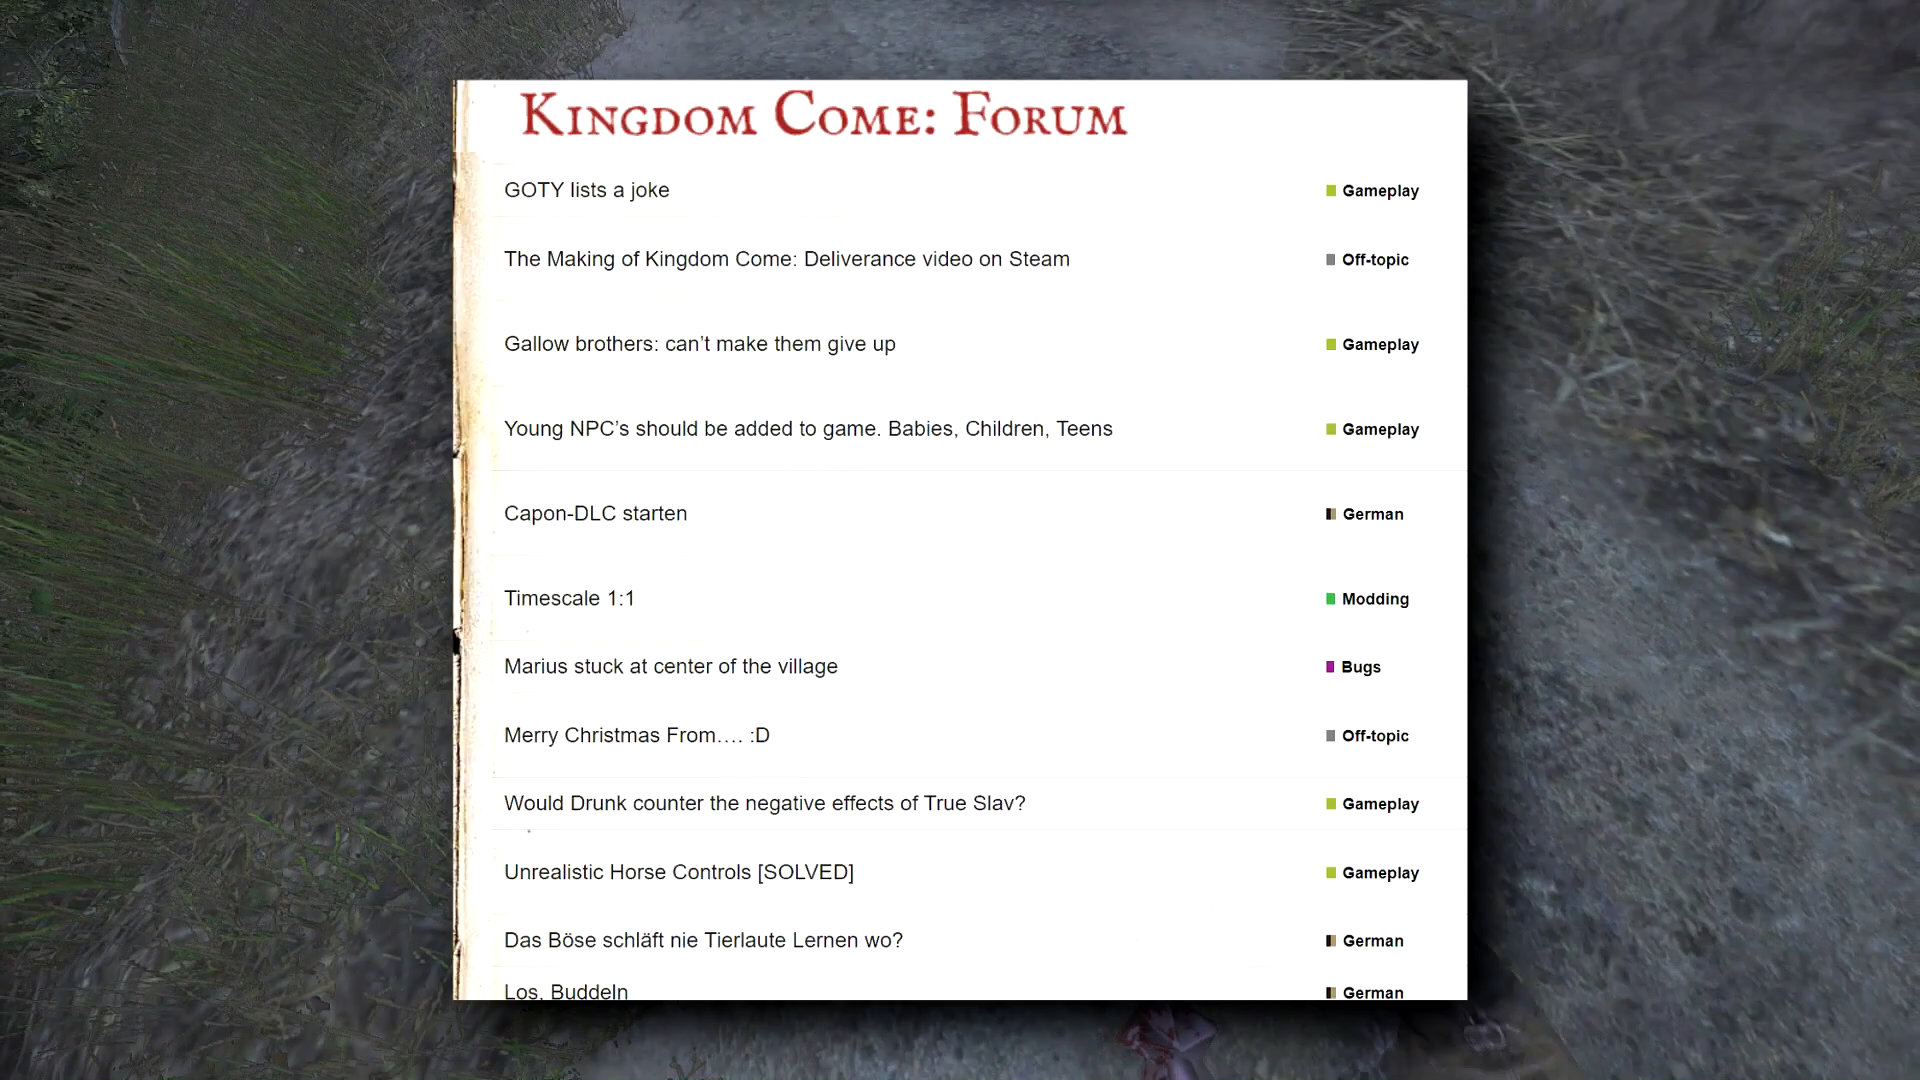 Kingdom Come: Forum
GOTY lists a joke Gameplay
The Making of Kingdom Come: Deliverance video on Steam Off-topic
Gallow brothers: can’t make them give up Gameplay
Young NPC’s should be added to game. Babies, Children, Teens Gameplay
Capon-DLC starten German
Timescale 1:1 Modding
Marius stuck at center of the village Bugs
Merry Christmas From…. :D Off-topic
Would Drunk counter the negative effects of True Slav? Gameplay
Unrealistic Horse Controls [SOLVED] Gameplay
Das Böse schläft nie Tierlaute Lernen wo? German
Los, Buddeln German